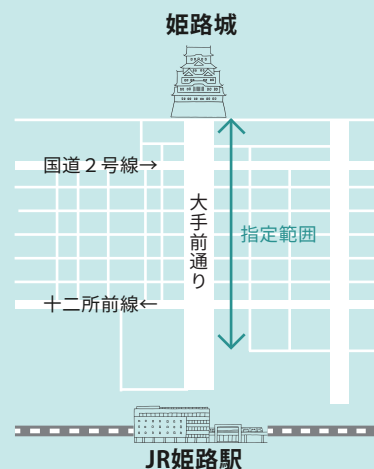 姫路城
国道２号線→
大手前通り
指定範囲
十二所前線←
JR姫路駅